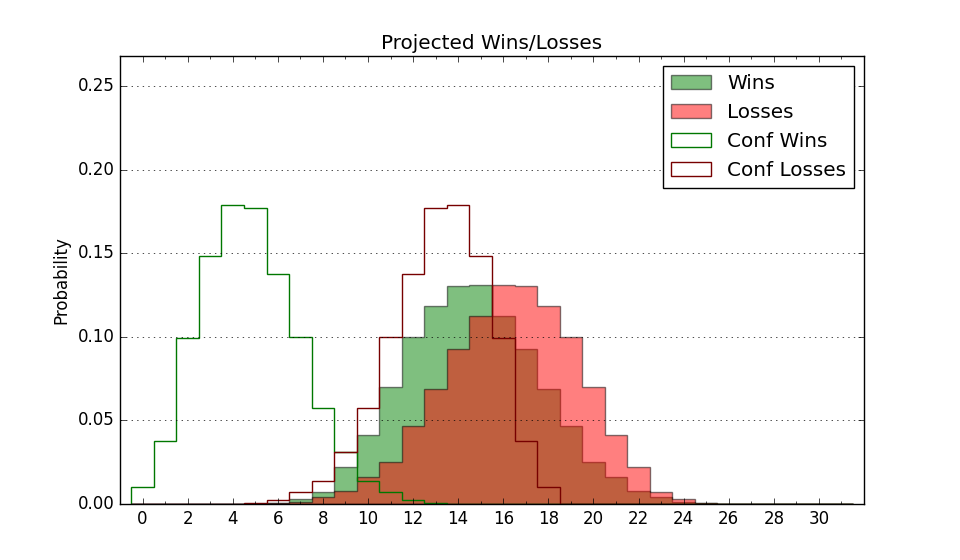 Projected Wins/Losses
0.25
0.20
0.15
0.10
0.05
0.00
Probability
Wins
Losses
Conf Wins
Conf Losses
0 2 4 6 8 10 12 14 16 18 20 22 24 26 28 30